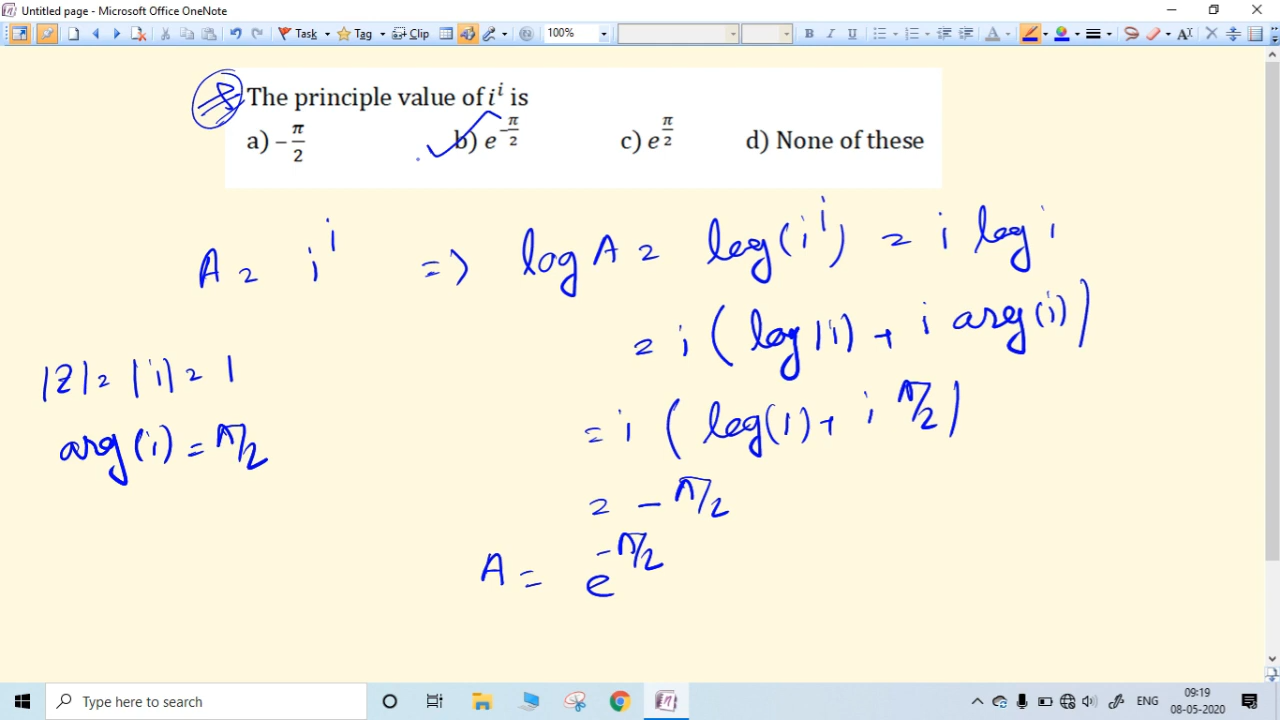 Untitled page - Microsoft Office OneNote
Task Tag Clip 100% B I U A
The principle value of i^i is
a) -π/2 b) e^{-π/2} c) e^{π/2} d) None of these
A = i^i => log A = log(i^i) = i log i
= i (log|i| + i arg(i))
|Z| = |i| = 1
= i (log(1) + i π/2)
arg(i) = π/2
= - π/2
A = e^{-π/2}
Type here to search
ENG 09:19
08-05-2020